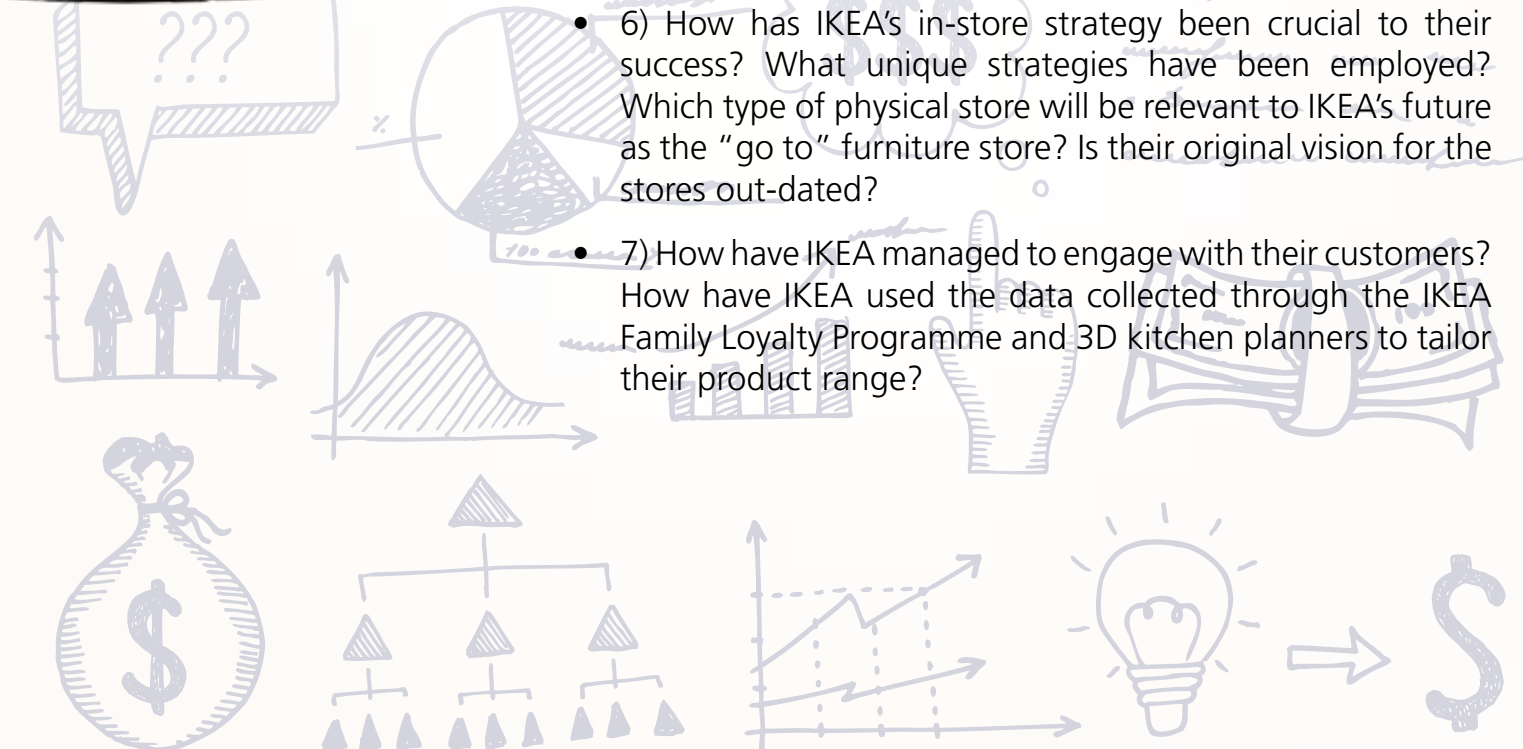 ???
• 6) How has IKEA’s in-store strategy been crucial to their
success? What unique strategies have been employed?
Which type of physical store will be relevant to IKEA’s future
as the “go to” furniture store? Is their original vision for the
stores out-dated?
• 7) How have IKEA managed to engage with their customers?
How have IKEA used the data collected through the IKEA
Family Loyalty Programme and 3D kitchen planners to tailor
their product range?
$$$
%
100
100
$
$